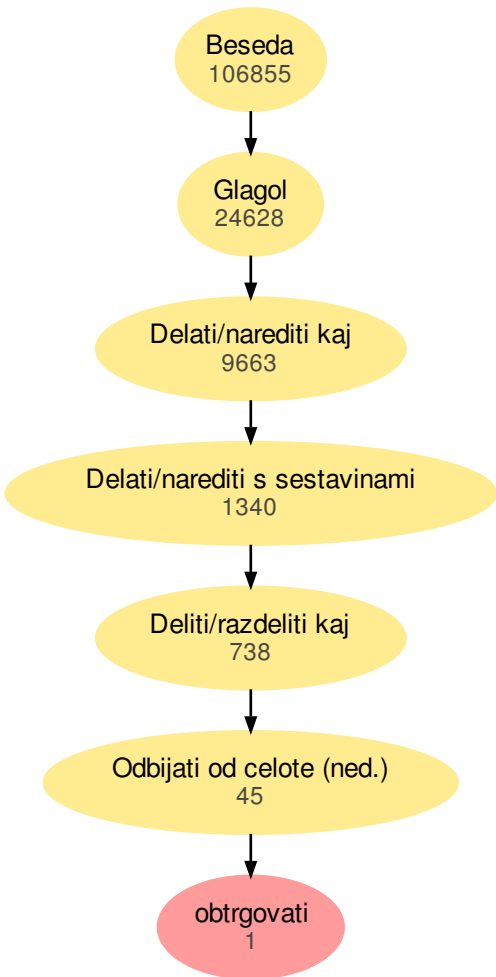 Beseda
106855
Glagol
24628
Delati/narediti kaj
9663
Delati/narediti s sestavinami
1340
Deliti/razdeliti kaj
738
Odbijati od celote (ned.)
45
obtrgovati
1